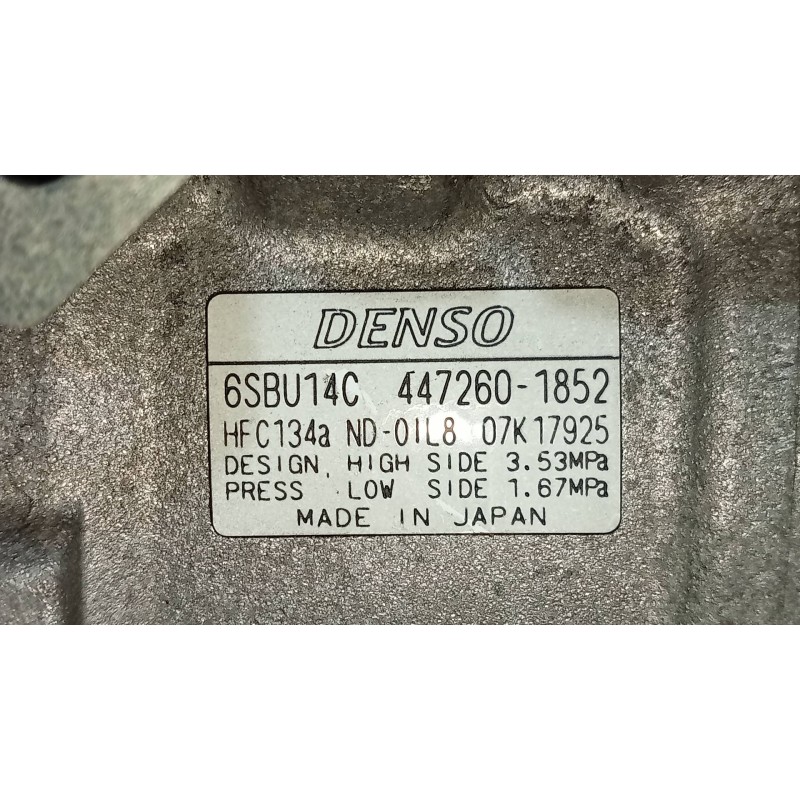 DENSO
6SBU14C 447260-1852
HFC134a ND-OIL8 07K17925
DESIGN. HIGH SIDE 3.53MPa
PRESS . LOW SIDE 1.67MPa
MADE IN JAPAN